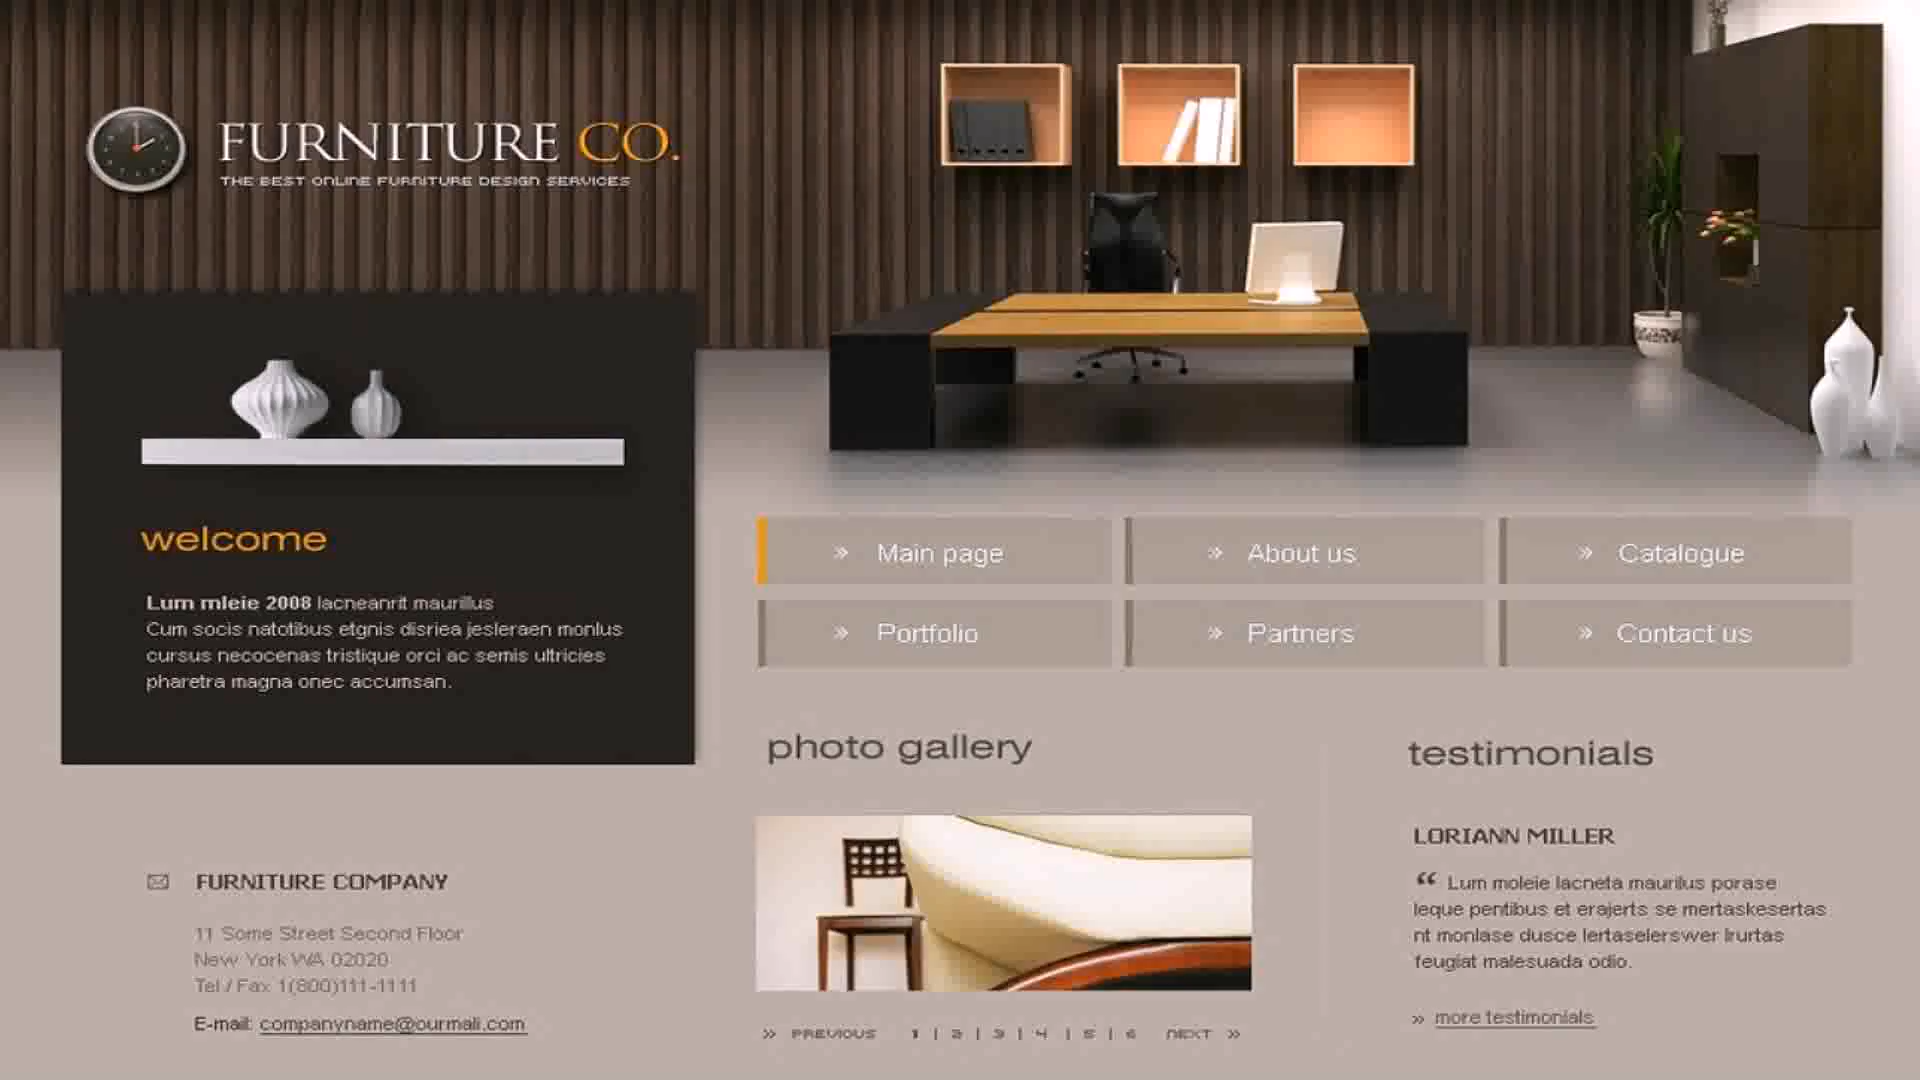 FURNITURE CO.
THE BEST ONLINE FURNITURE DESIGN SERVICES
welcome
Lum mleie 2008 lacneanrit maurillus
Cum socis natotibus etgnis disriea jesleraen monlus
cursus necocenas tristique orci ac semis ultricies
pharetra magna onec accumsan.
» Main page
» About us
» Catalogue
» Portfolio
» Partners
» Contact us
FURNITURE COMPANY
11 Some Street Second Floor
New York WA 02020
Tel / Fax 1(800)111-1111
E-mail: companyname@ourmali.com
photo gallery
» PREVIOUS 1 | 2 | 3 | 4 | 5 | 6 NEXT »
testimonials
LORIANN MILLER
“ Lum moleie lacneta maurilus porase
leque pentibus et erajerts se mertaskesertas
nt monlase dusce lertaselerswer lrurtas
feugiat malesuada odio.
» more testimonials